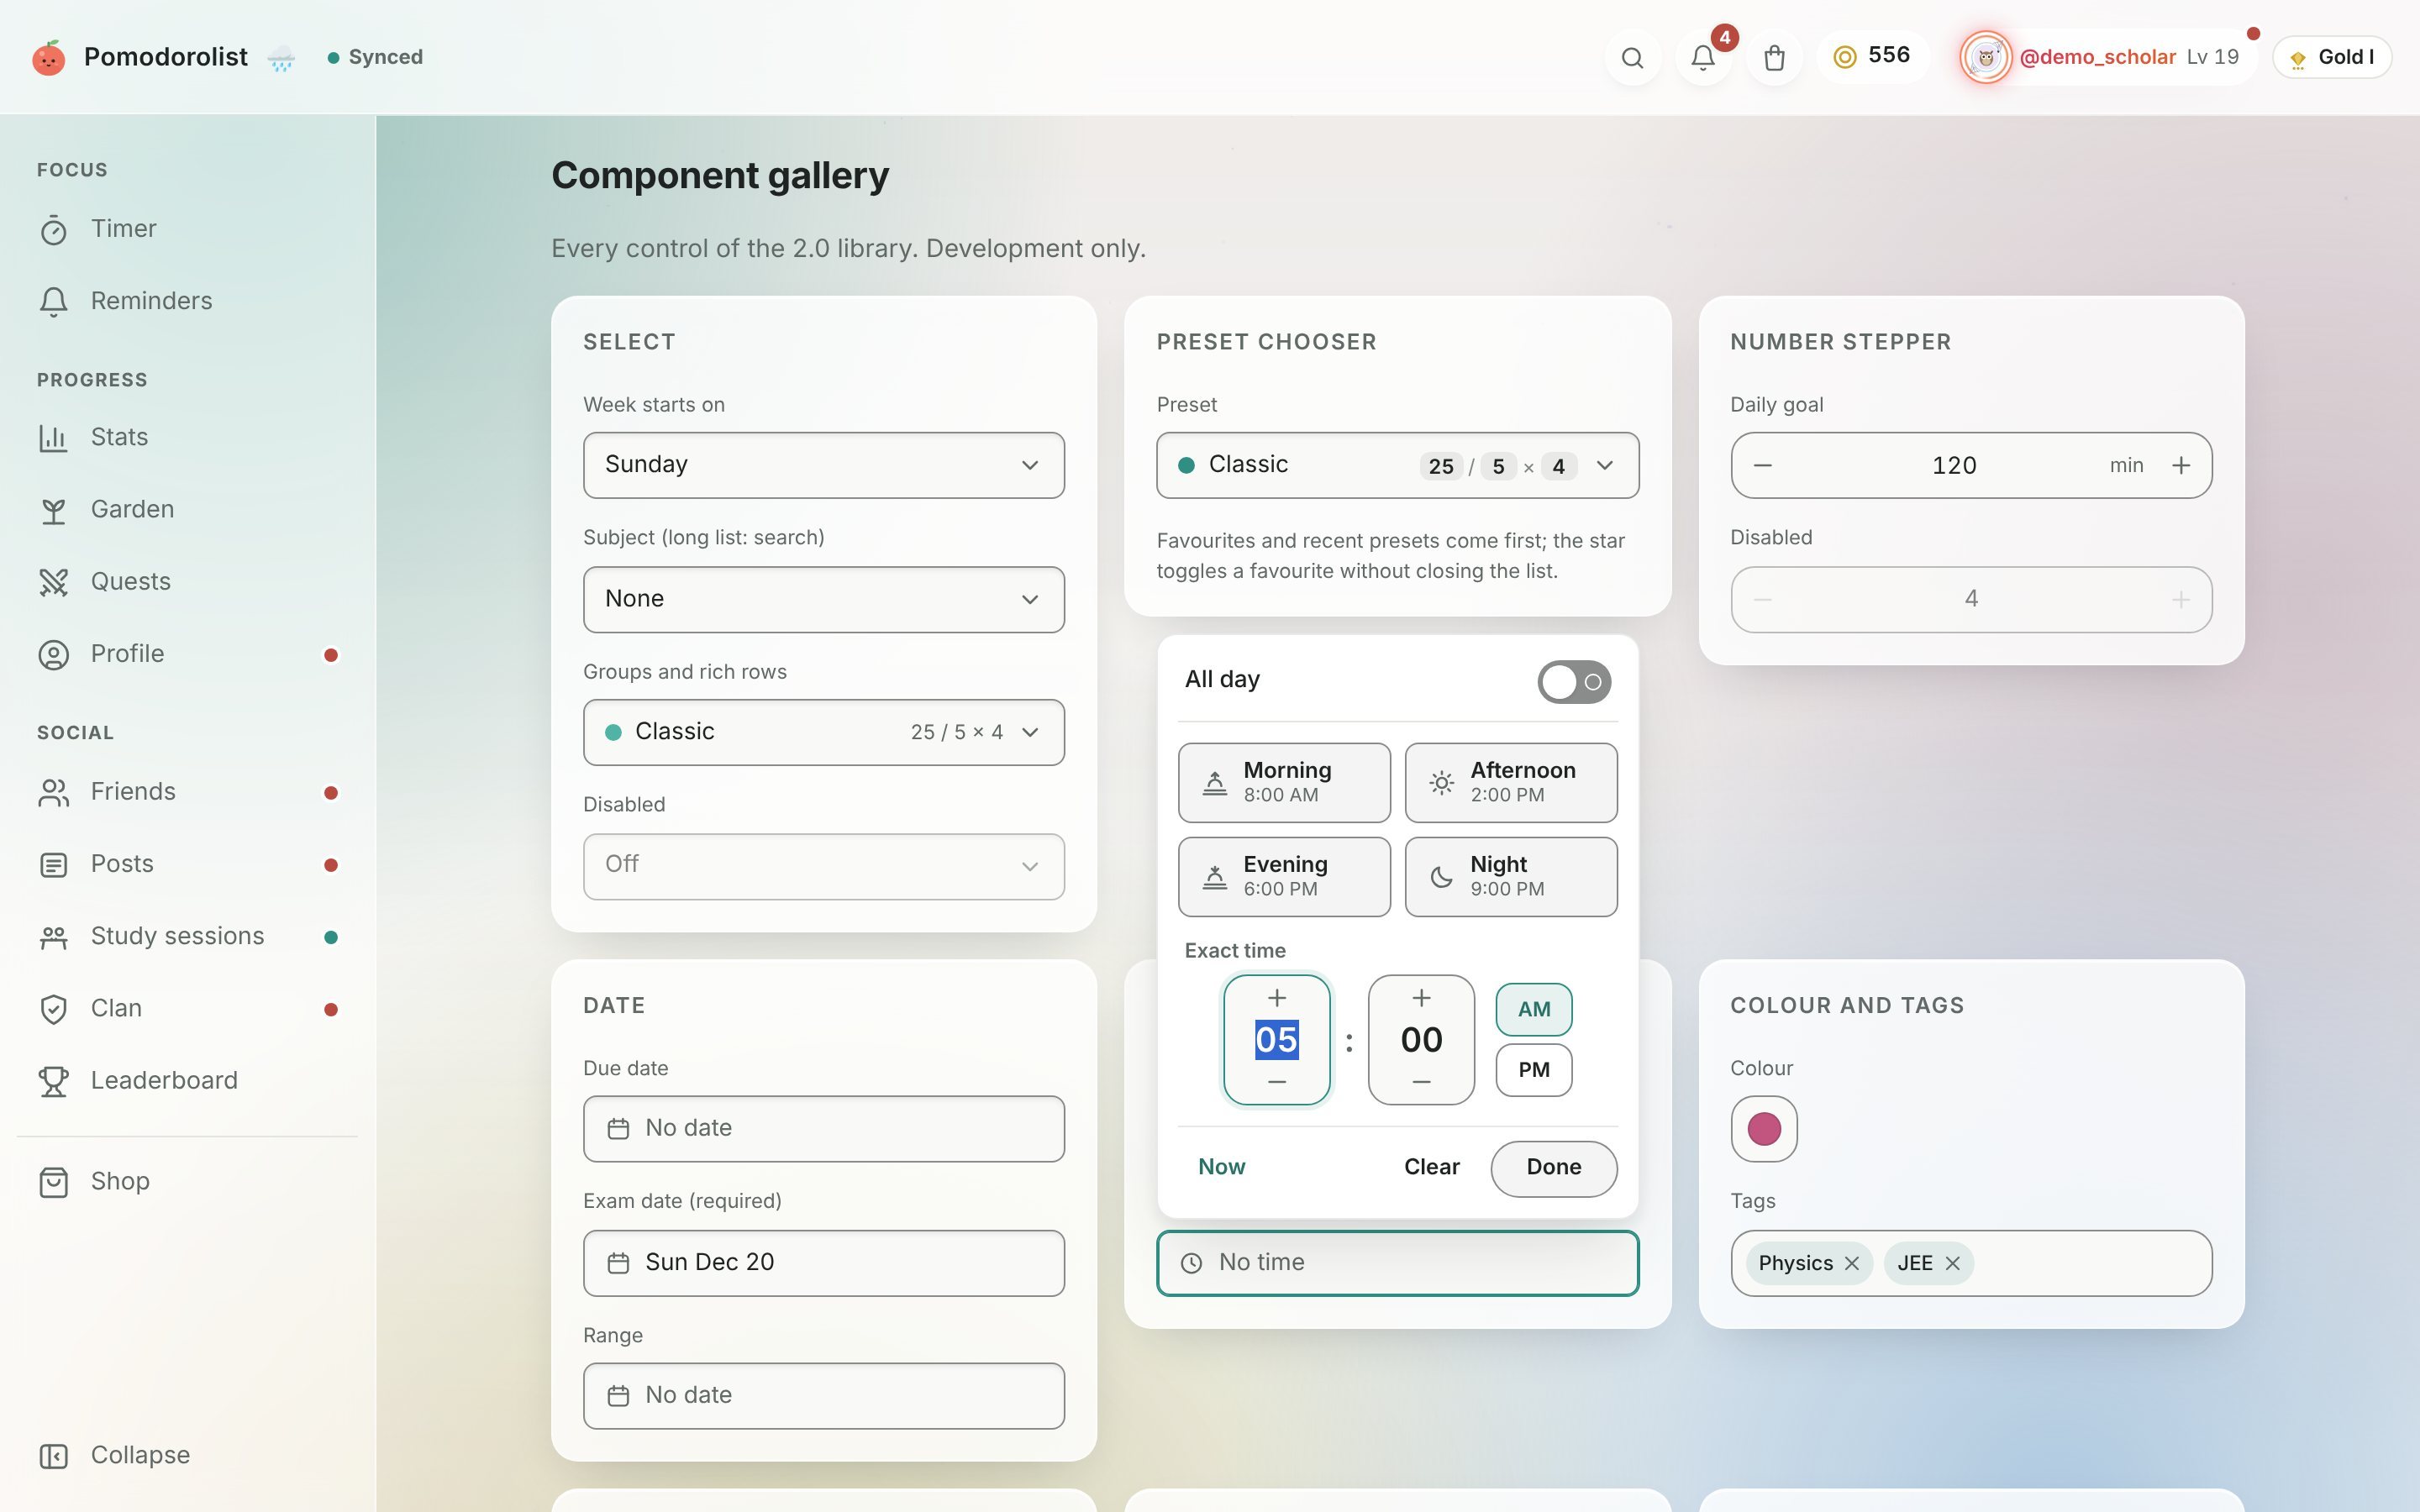 Pomodorolist
Synced
4
556
@demo_scholar Lv 19
Gold I
FOCUS
Timer
Reminders
PROGRESS
Stats
Garden
Quests
Profile
SOCIAL
Friends
Posts
Study sessions
Clan
Leaderboard
Shop
Collapse
Component gallery
Every control of the 2.0 library. Development only.
SELECT
Week starts on
Sunday
Subject (long list: search)
None
Groups and rich rows
Classic 25 / 5 × 4
Disabled
Off
PRESET CHOOSER
Preset
Classic 25 / 5 × 4
Favourites and recent presets come first; the star
toggles a favourite without closing the list.
NUMBER STEPPER
Daily goal
− 120 min +
Disabled
− 4 +
All day
Morning
8:00 AM
Afternoon
2:00 PM
Evening
6:00 PM
Night
9:00 PM
Exact time
+ +
05 : 00
− −
AM
PM
Now Clear Done
No time
DATE
Due date
No date
Exam date (required)
Sun Dec 20
Range
No date
COLOUR AND TAGS
Colour
Tags
Physics × JEE ×